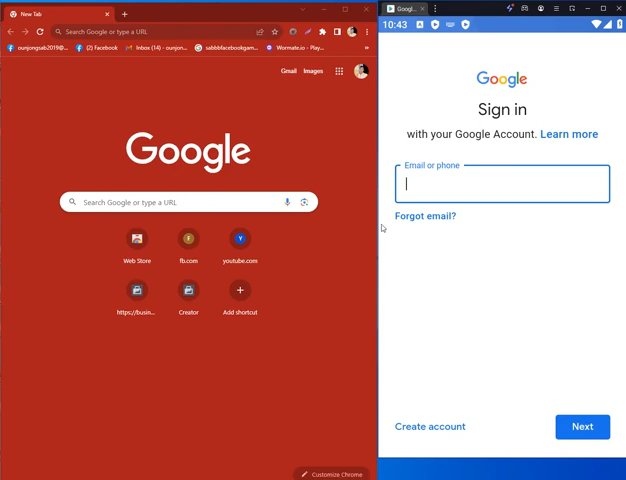 New Tab
Search Google or type a URL
ounjongsab2019@...
(2) Facebook
Inbox (14) - ounjon...
sabbbfacebookgam...
Wormate.io - Play...
»
Gmail
Images
Google
Search Google or type a URL
Web Store
F
fb.com
Y
youtube.com
https://busin...
Creator
Add shortcut
Customize Chrome
Googl...
10:43
A
Google
Sign in
with your Google Account. Learn more
Email or phone
Forgot email?
Create account
Next